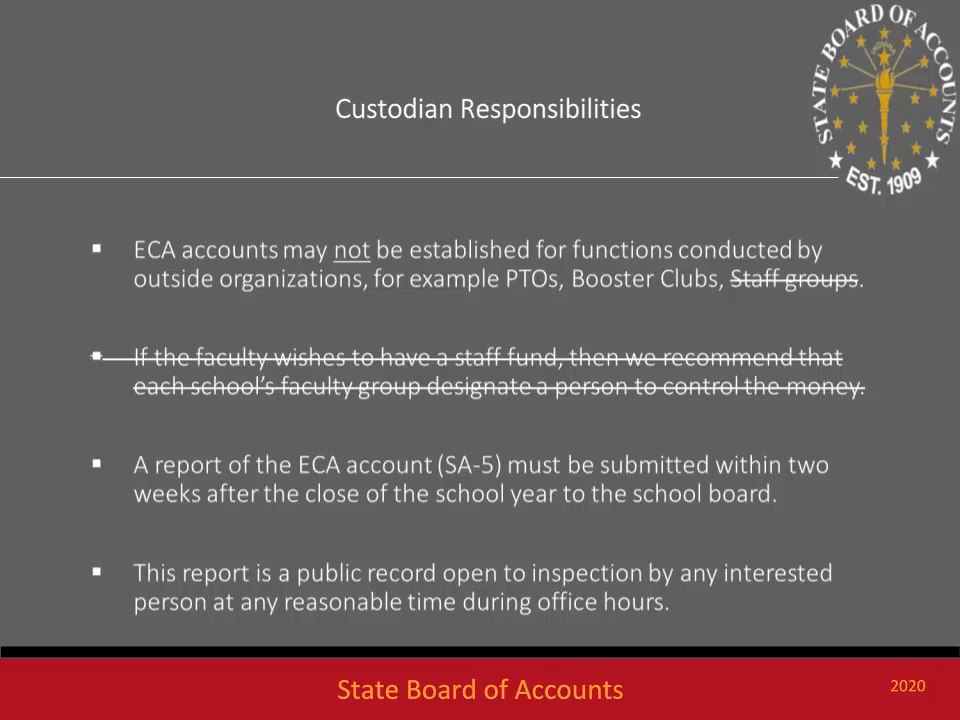 STATE BOARD OF ACCOUNTS
INDIANA
EST. 1909
Custodian Responsibilities
▪ ECA accounts may not be established for functions conducted by
outside organizations, for example PTOs, Booster Clubs, Staff groups.
▪ If the faculty wishes to have a staff fund, then we recommend that
each school’s faculty group designate a person to control the money.
▪ A report of the ECA account (SA-5) must be submitted within two
weeks after the close of the school year to the school board.
▪ This report is a public record open to inspection by any interested
person at any reasonable time during office hours.
State Board of Accounts
2020